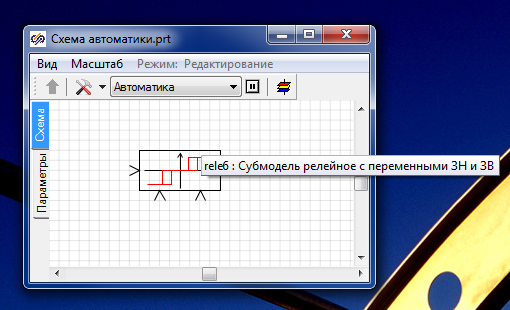 Схема автоматики.prt
Вид Масштаб Режим: Редактирование
Автоматика
Схема
Параметры
rele6 : Субмодель релейное с переменными ЗН и ЗВ